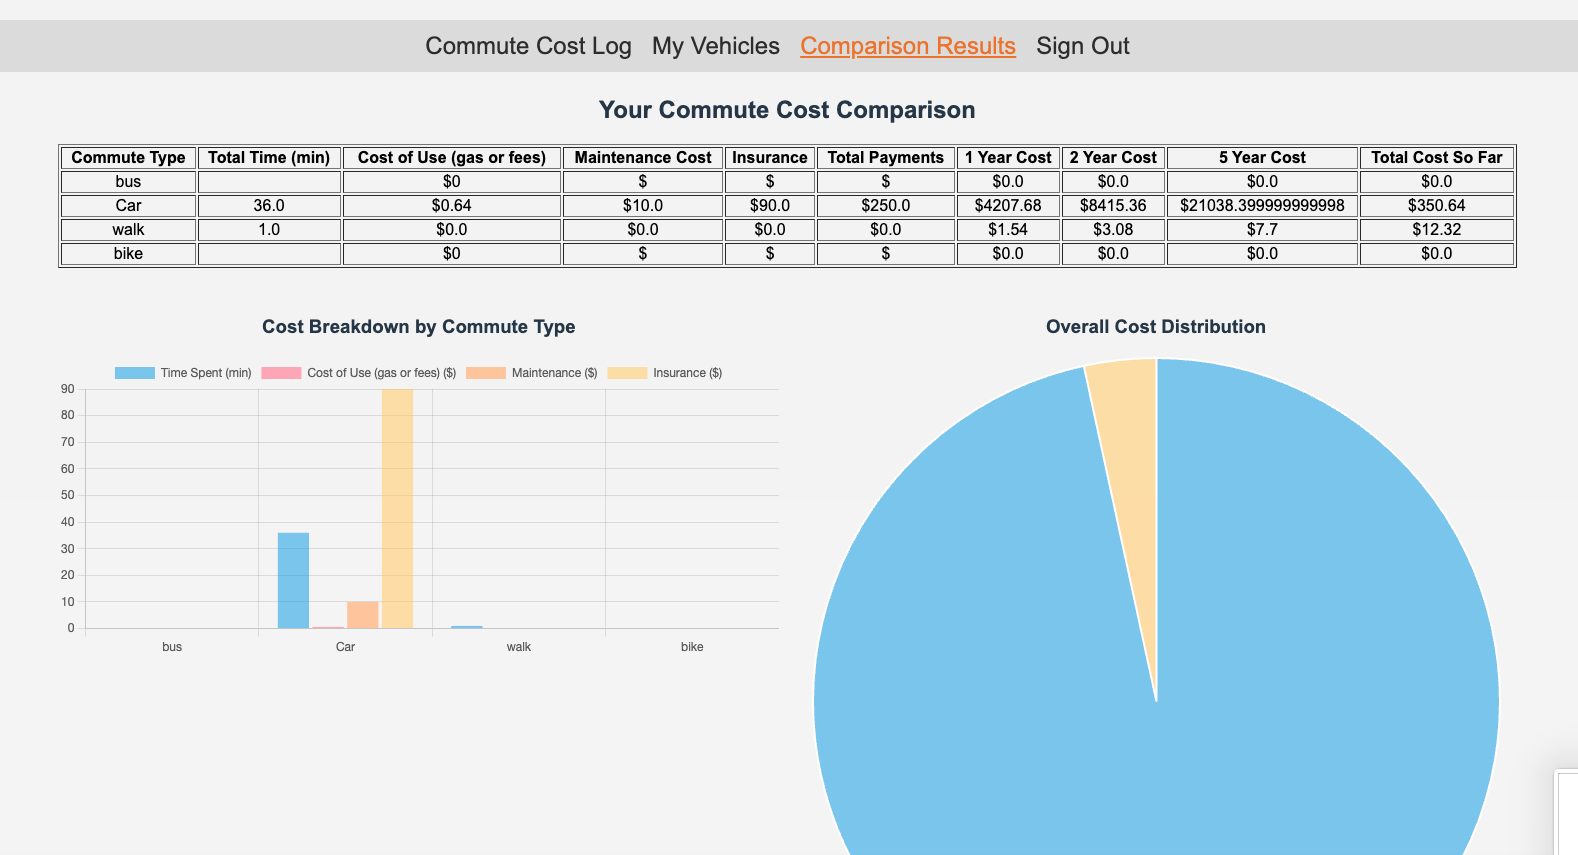 Commute Cost Log My Vehicles Comparison Results Sign Out
Your Commute Cost Comparison
Commute Type Total Time (min) Cost of Use (gas or fees) Maintenance Cost Insurance Total Payments 1 Year Cost 2 Year Cost 5 Year Cost Total Cost So Far
bus $0 $ $ $ $0.0 $0.0 $0.0 $0.0
Car 36.0 $0.64 $10.0 $90.0 $250.0 $4207.68 $8415.36 $21038.399999999998 $350.64
walk 1.0 $0.0 $0.0 $0.0 $0.0 $1.54 $3.08 $7.7 $12.32
bike $0 $ $ $ $0.0 $0.0 $0.0 $0.0
Cost Breakdown by Commute Type
Time Spent (min) Cost of Use (gas or fees) ($) Maintenance ($) Insurance ($)
90
80
70
60
50
40
30
20
10
0
bus Car walk bike
Overall Cost Distribution